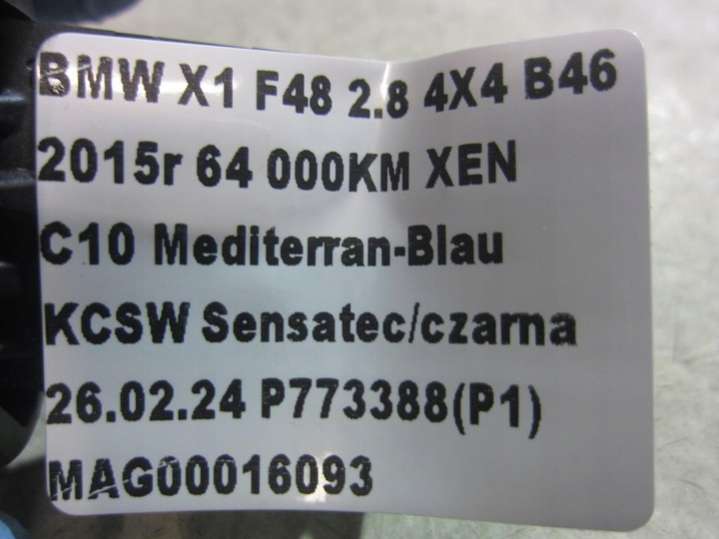 BMW X1 F48 2.8 4X4 B46
2015r 64 000KM XEN
C10 Mediterran-Blau
KCSW Sensatec/czarna
26.02.24 P773388(P1)
MAG00016093